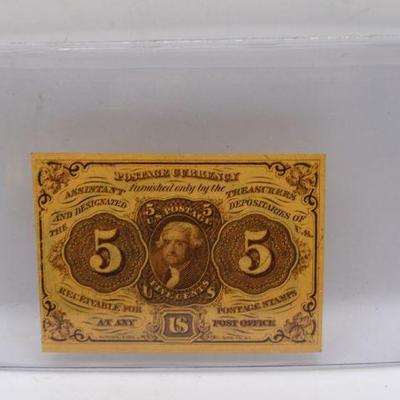 POSTAGE CURRENCY
Furnished only by the
ASSISTANT TREASURERS
AND DESIGNATED DEPOSITARIES OF
THE U.S.
5 5
U.S. POSTAGE
5 5
FIVE CENTS
RECEIVABLE FOR POSTAGE STAMPS
AT ANY US POST OFFICE